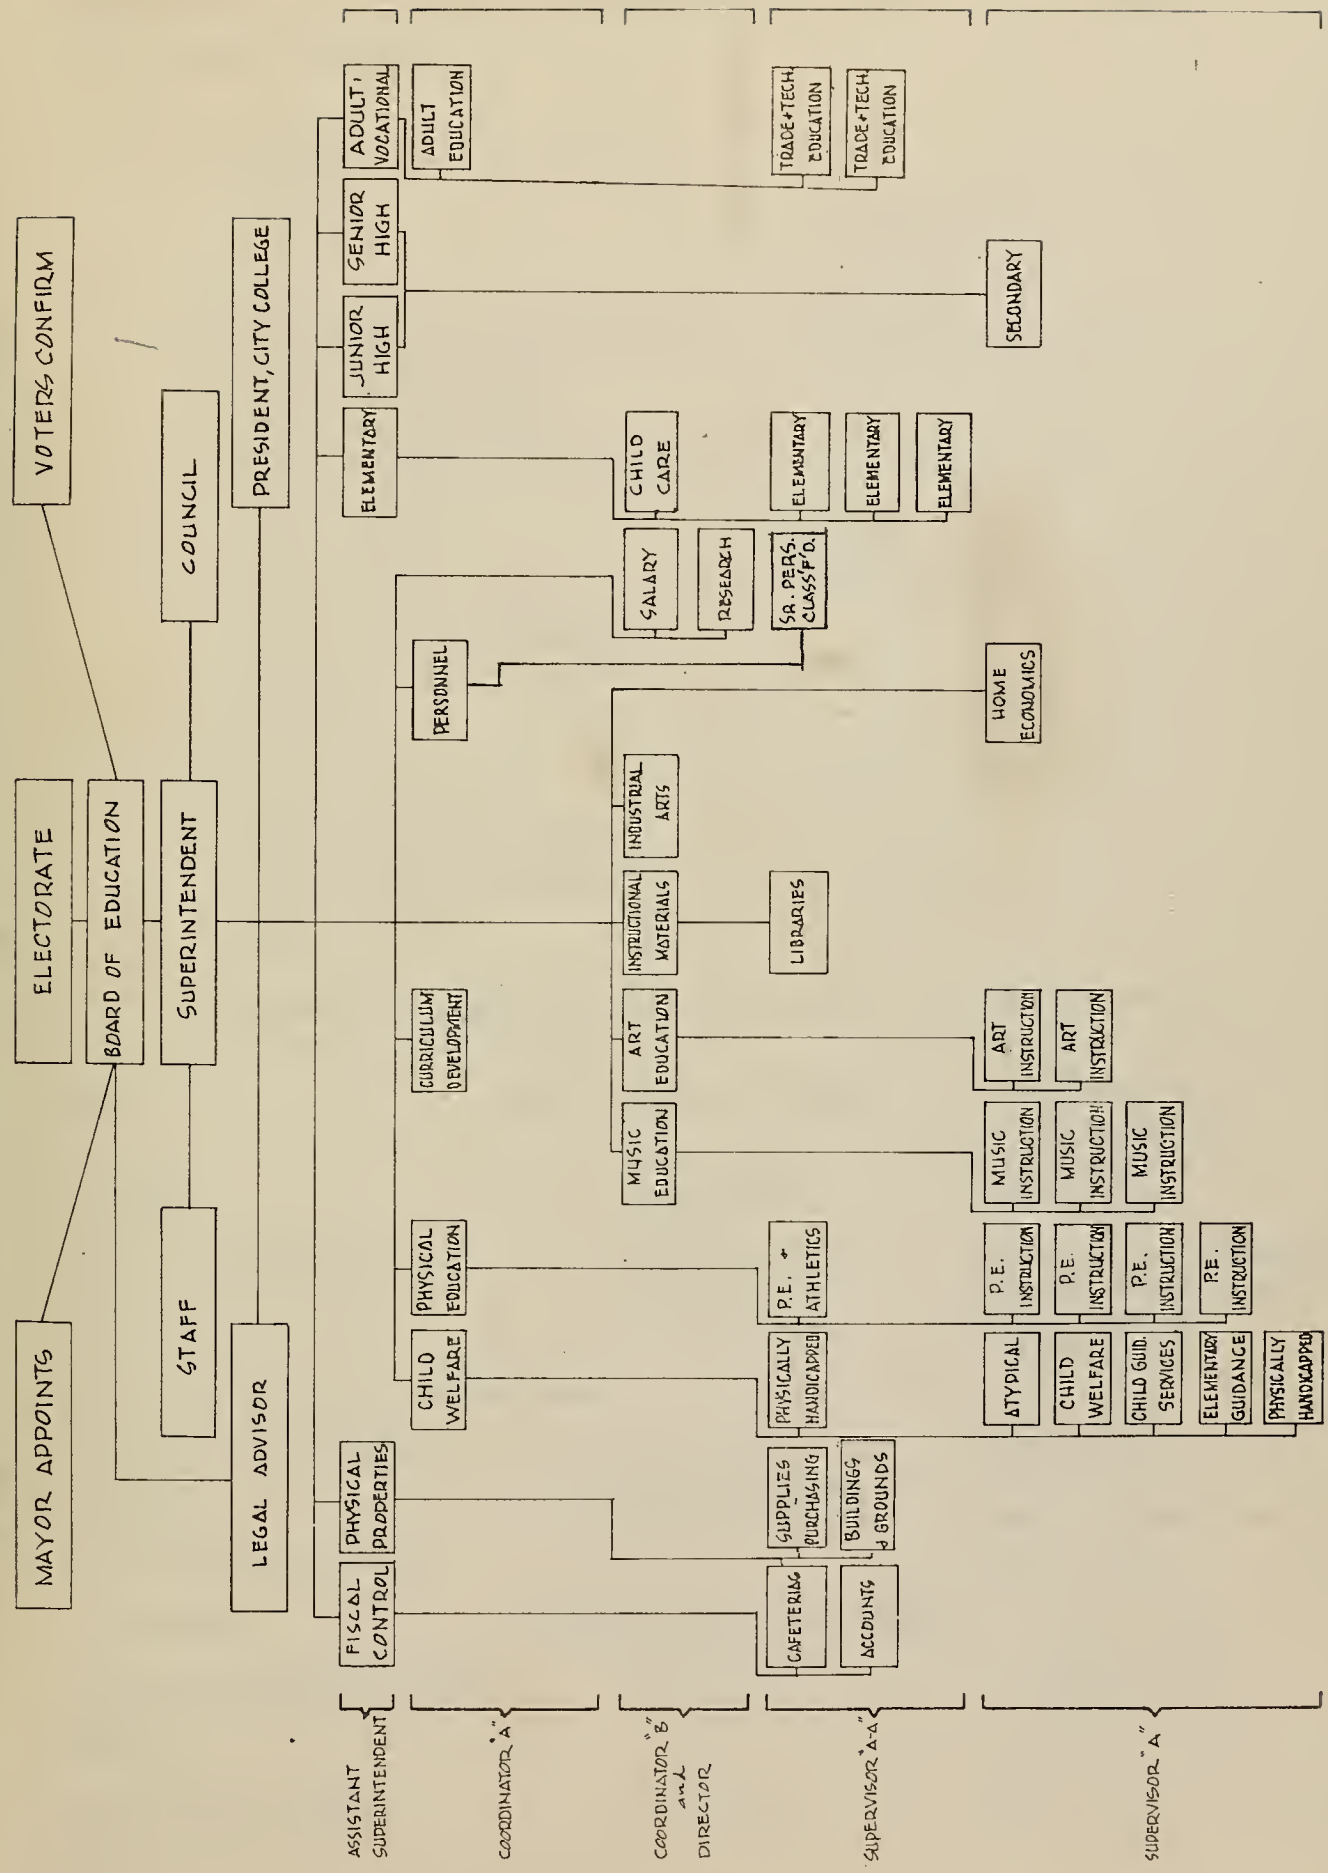 MAYOR APPOINTS
ELECTORATE
VOTERS CONFIRM
BOARD OF EDUCATION
STAFF
SUPERINTENDENT
COUNCIL
LEGAL ADVISOR
PRESIDENT, CITY COLLEGE
ASSISTANT
SUPERINTENDENT
FISCAL
CONTROL
PHYSICAL
PROPERTIES
ELEMENTARY
JUNIOR
HIGH
SENIOR
HIGH
ADULT,
VOCATIONAL
COORDINATOR "A"
CHILD
WELFARE
PHYSICAL
EDUCATION
CURRICULUM
DEVELOPMENT
PERSONNEL
ADULT
EDUCATION
COORDINATOR "B"
and
DIRECTOR
MUSIC
EDUCATION
ART
EDUCATION
INSTRUCTIONAL
MATERIALS
INDUSTRIAL
ARTS
SALARY
CHILD
CARE
RESEARCH
SUPERVISOR "A-A"
CAFETERIAS
SUPPLIES
PURCHASING
PHYSICALLY
HANDICAPPED
P.E. +
ATHLETICS
LIBRARIES
SR. PERS.
CLASS'F'D.
ELEMENTARY
TRADE+TECH.
EDUCATION
ACCOUNTS
BUILDINGS
& GROUNDS
ELEMENTARY
TRADE+TECH.
EDUCATION
ELEMENTARY
SUPERVISOR "A"
ATYPICAL
P.E.
INSTRUCTION
MUSIC
INSTRUCTION
ART
INSTRUCTION
HOME
ECONOMICS
SECONDARY
CHILD
WELFARE
P.E.
INSTRUCTION
MUSIC
INSTRUCTION
ART
INSTRUCTION
CHILD GUID.
SERVICES
P.E.
INSTRUCTION
MUSIC
INSTRUCTION
ELEMENTARY
GUIDANCE
P.E.
INSTRUCTION
PHYSICALLY
HANDICAPPED